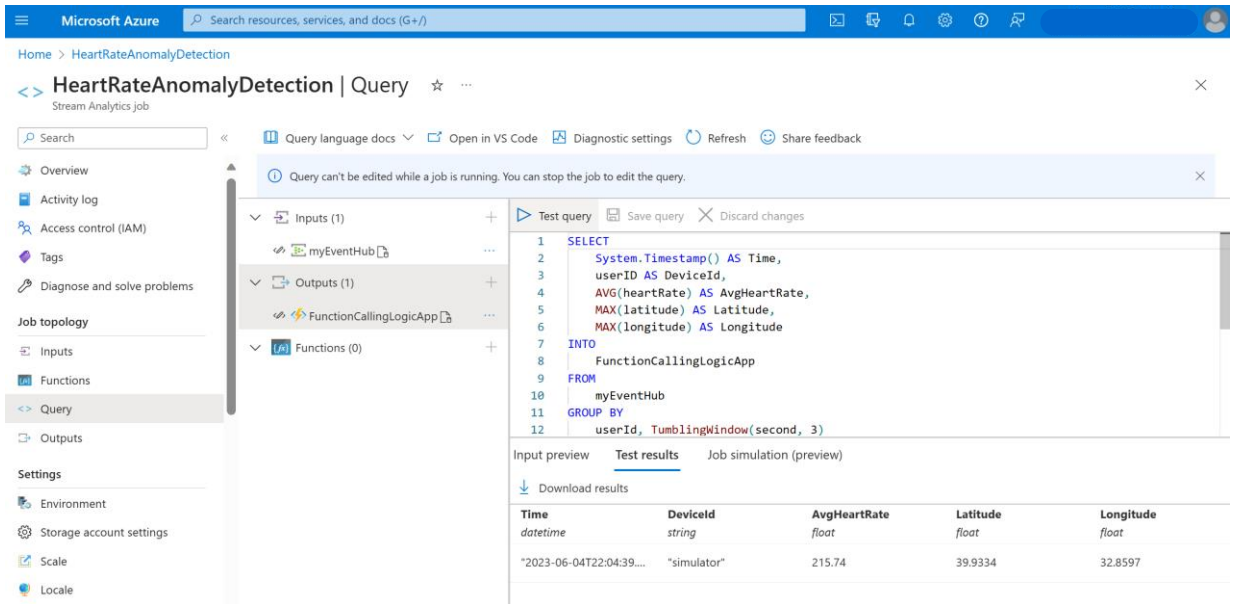 Microsoft Azure
Search resources, services, and docs (G+/)
Home > HeartRateAnomalyDetection
<> HeartRateAnomalyDetection | Query
Stream Analytics job
Search
Overview
Activity log
Access control (IAM)
Tags
Diagnose and solve problems
Job topology
Inputs
Functions
<> Query
Outputs
Settings
Environment
Storage account settings
Scale
Locale
Query language docs
Open in VS Code
Diagnostic settings
Refresh
Share feedback
Query can't be edited while a job is running. You can stop the job to edit the query.
Inputs (1)
myEventHub
Outputs (1)
FunctionCallingLogicApp
Functions (0)
Test query
Save query
Discard changes
1 SELECT
2 System.Timestamp() AS Time,
3 userID AS DeviceId,
4 AVG(heartRate) AS AvgHeartRate,
5 MAX(latitude) AS Latitude,
6 MAX(longitude) AS Longitude
7 INTO
8 FunctionCallingLogicApp
9 FROM
10 myEventHub
11 GROUP BY
12 userId, TumblingWindow(second, 3)
Input preview Test results Job simulation (preview)
Download results
Time DeviceId AvgHeartRate Latitude Longitude
datetime string float float float
"2023-06-04T22:04:39.... "simulator" 215.74 39.9334 32.8597